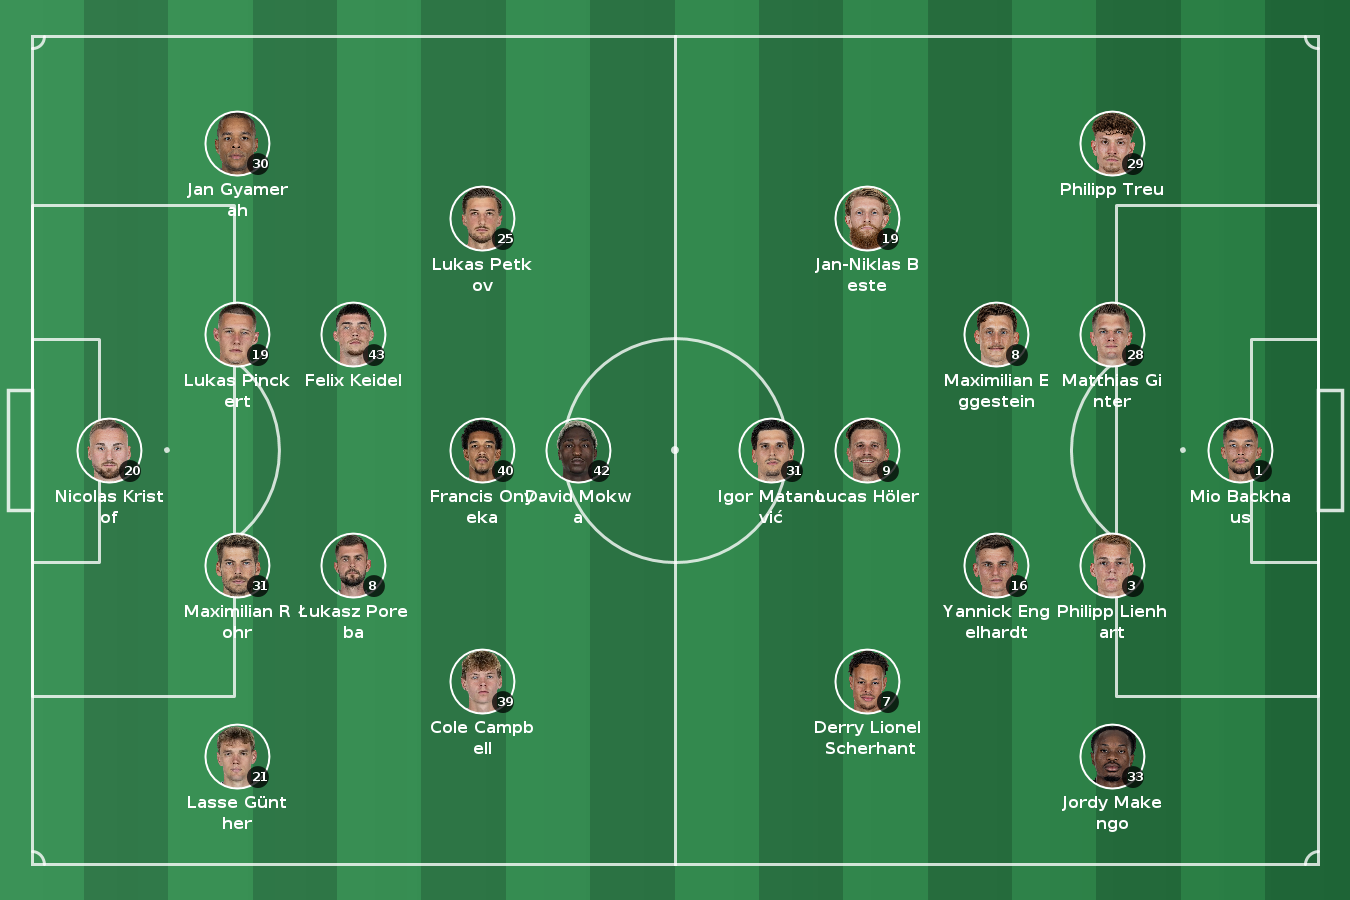 30
Jan Gyamer
ah
29
Philipp Treu
25
Lukas Petk
ov
19
Jan-Niklas B
este
19
Lukas Pinck
ert
43
Felix Keidel
8
Maximilian E
ggestein
28
Matthias Gi
nter
20
Nicolas Krist
of
40
Francis Ony
eka
42
David Mokw
a
31
Igor Matano
vić
9
Lucas Höler
1
Mio Backha
us
31
Maximilian R
ohr
8
Łukasz Pore
ba
16
Yannick Eng
elhardt
3
Philipp Lienh
art
39
Cole Campb
ell
7
Derry Lionel
Scherhant
21
Lasse Günt
her
33
Jordy Make
ngo